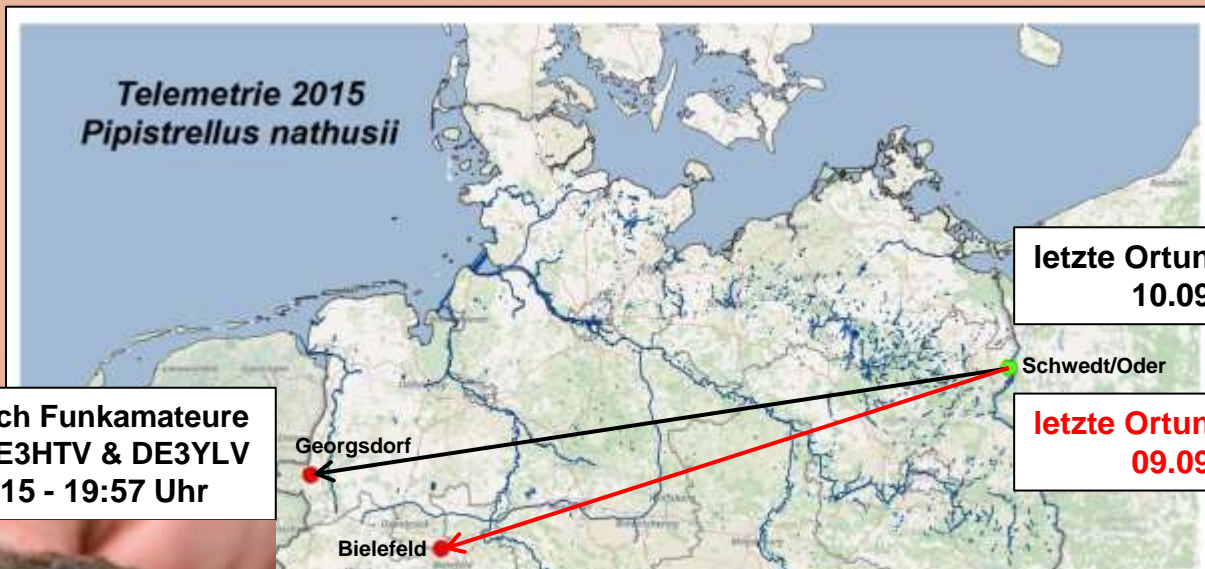 Telemetrie 2015
Pipistrellus nathusii
letzte Ortun
10.09
Schwedt/Oder
letzte Ortun
09.09
ch Funkamateure
E3HTV & DE3YLV
15 - 19:57 Uhr
Georgsdorf
Bielefeld